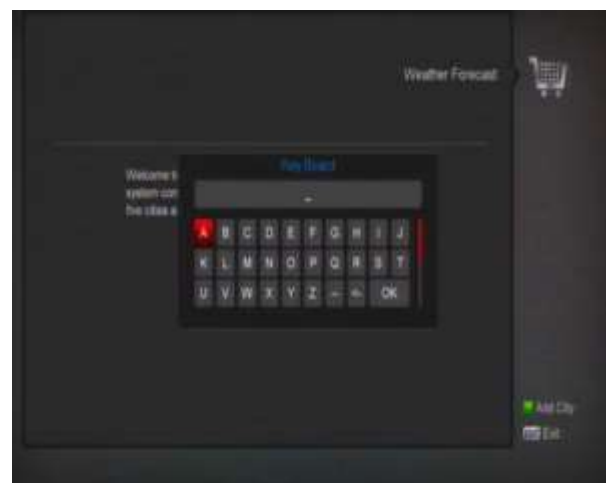 Weather Forecast
Welcome t
system con
five cities a
Key Board
_
A B C D E F G H I J
K L M N O P Q R S T
U V W X Y Z OK
Add City
Exit